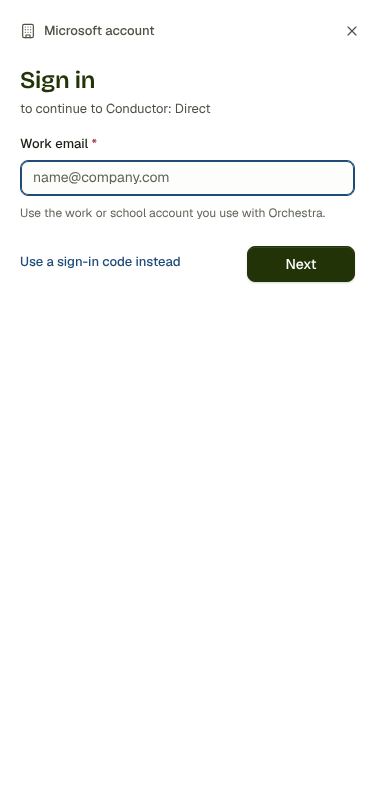 Microsoft account
Sign in
to continue to Conductor: Direct
Work email *
name@company.com
Use the work or school account you use with Orchestra.
Use a sign-in code instead
Next